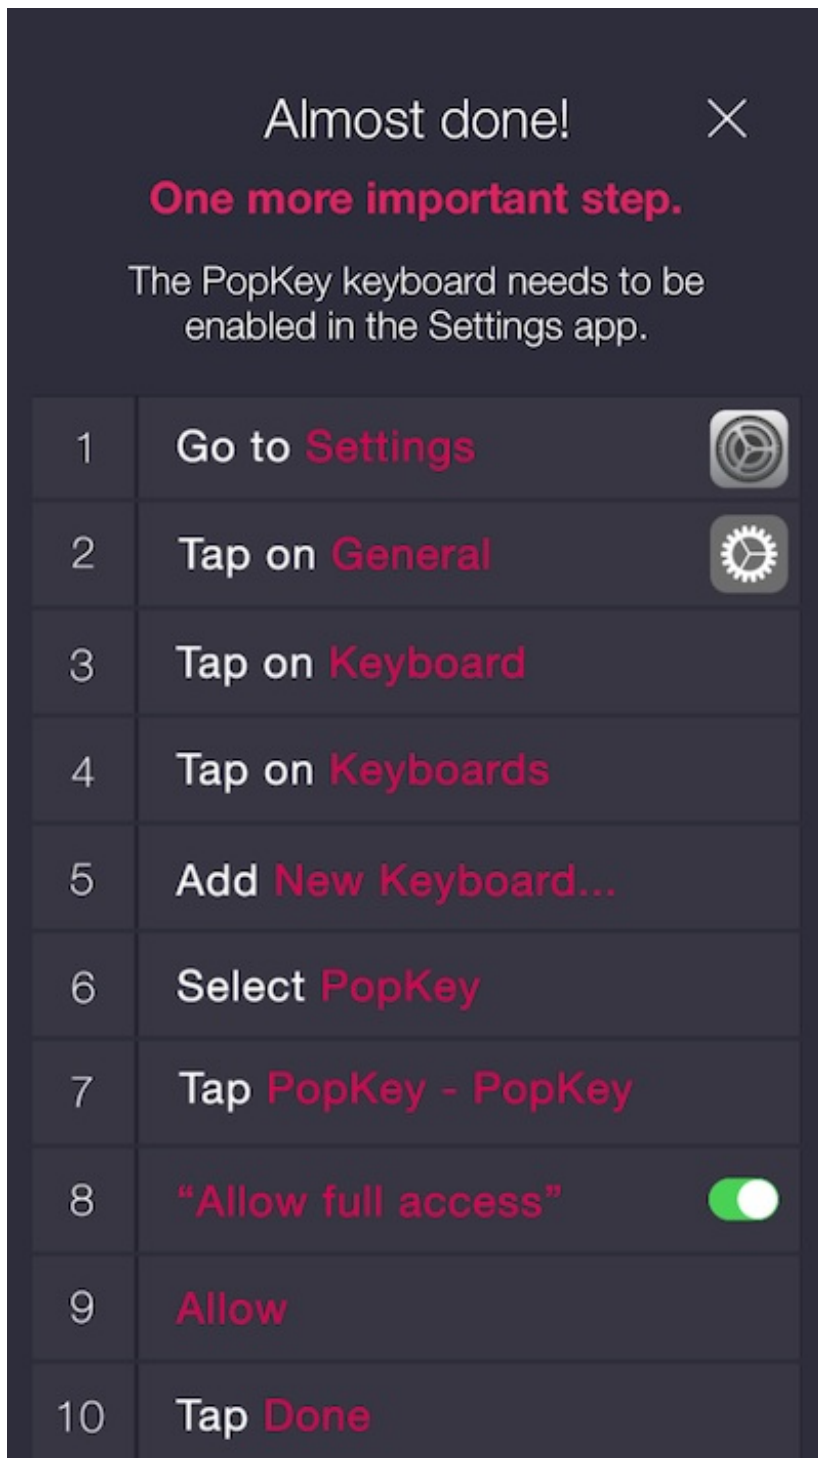 Almost done!
One more important step.
The PopKey keyboard needs to be
enabled in the Settings app.
1 Go to Settings
2 Tap on General
3 Tap on Keyboard
4 Tap on Keyboards
5 Add New Keyboard...
6 Select PopKey
7 Tap PopKey - PopKey
8 “Allow full access”
9 Allow
10 Tap Done